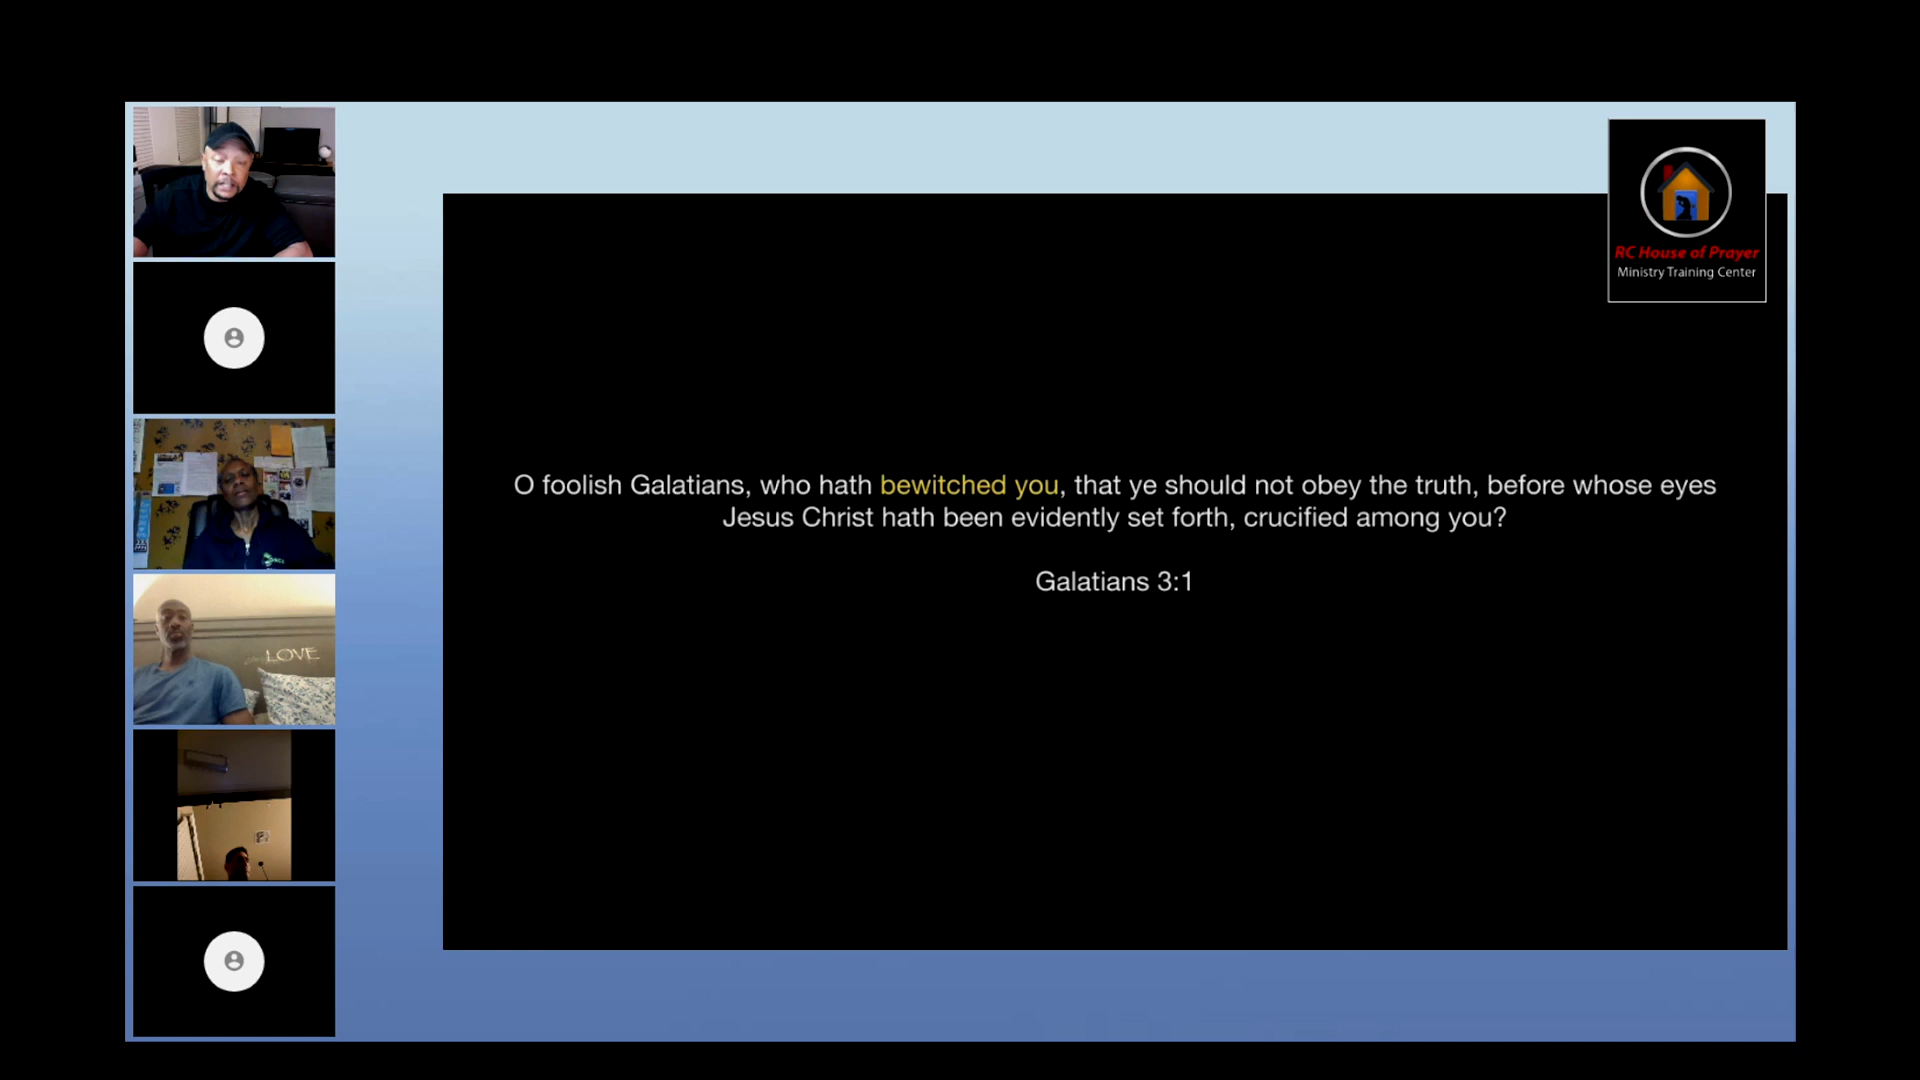 RC House of Prayer
Ministry Training Center
O foolish Galatians, who hath bewitched you, that ye should not obey the truth, before whose eyes
Jesus Christ hath been evidently set forth, crucified among you?
Galatians 3:1
LOVE